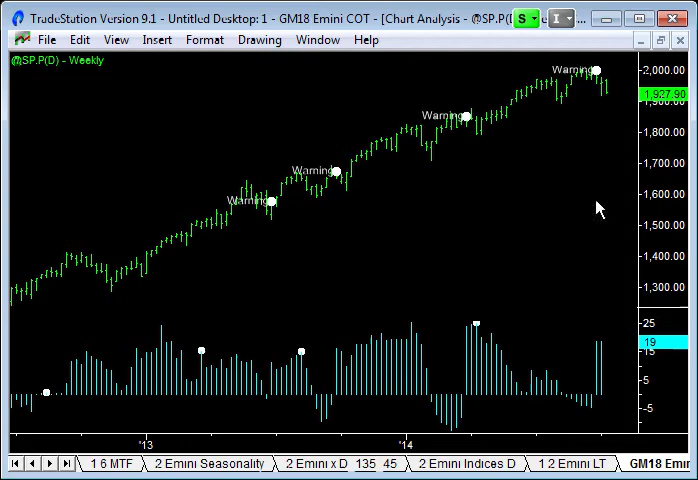 TradeStation Version 9.1 - Untitled Desktop: 1 - GM18 Emini COT - [Chart Analysis - @SP.P(D)
S
I
File Edit View Insert Format Drawing Window Help
@SP.P(D) - Weekly
Warning
2,000.00
1,927.90
1,900.00
Warning
1,800.00
Warning
1,700.00
Warning
1,600.00
1,500.00
1,400.00
1,300.00
25
19
15
5
-5
'13 '14
1 6 MTF 2 Emini Seasonality 2 Emini x D 135 45 2 Emini Indices D 1 2 Emini LT GM18 Emin